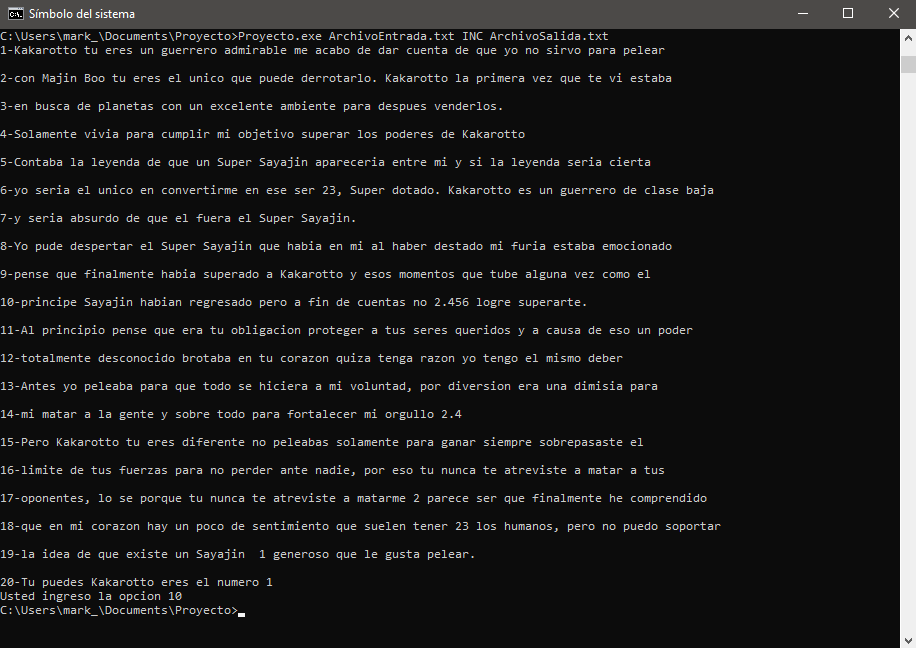 Símbolo del sistema
C:\Users\mark_\Documents\Proyecto>Proyecto.exe ArchivoEntrada.txt INC ArchivoSalida.txt
1-Kakarotto tu eres un guerrero admirable me acabo de dar cuenta de que yo no sirvo para pelear
2-con Majin Boo tu eres el unico que puede derrotarlo. Kakarotto la primera vez que te vi estaba
3-en busca de planetas con un excelente ambiente para despues venderlos.
4-Solamente vivia para cumplir mi objetivo superar los poderes de Kakarotto
5-Contaba la leyenda de que un Super Sayajin apareceria entre mi y si la leyenda seria cierta
6-yo seria el unico en convertirme en ese ser 23, Super dotado. Kakarotto es un guerrero de clase baja
7-y seria absurdo de que el fuera el Super Sayajin.
8-Yo pude despertar el Super Sayajin que habia en mi al haber destado mi furia estaba emocionado
9-pense que finalmente habia superado a Kakarotto y esos momentos que tube alguna vez como el
10-principe Sayajin habian regresado pero a fin de cuentas no 2.456 logre superarte.
11-Al principio pense que era tu obligacion proteger a tus seres queridos y a causa de eso un poder
12-totalmente desconocido brotaba en tu corazon quiza tenga razon yo tengo el mismo deber
13-Antes yo peleaba para que todo se hiciera a mi voluntad, por diversion era una dimisia para
14-mi matar a la gente y sobre todo para fortalecer mi orgullo 2.4
15-Pero Kakarotto tu eres diferente no peleabas solamente para ganar siempre sobrepasaste el
16-limite de tus fuerzas para no perder ante nadie, por eso tu nunca te atreviste a matar a tus
17-oponentes, lo se porque tu nunca te atreviste a matarme 2 parece ser que finalmente he comprendido
18-que en mi corazon hay un poco de sentimiento que suelen tener 23 los humanos, pero no puedo soportar
19-la idea de que existe un Sayajin  1 generoso que le gusta pelear.
20-Tu puedes Kakarotto eres el numero 1
Usted ingreso la opcion 10
C:\Users\mark_\Documents\Proyecto>